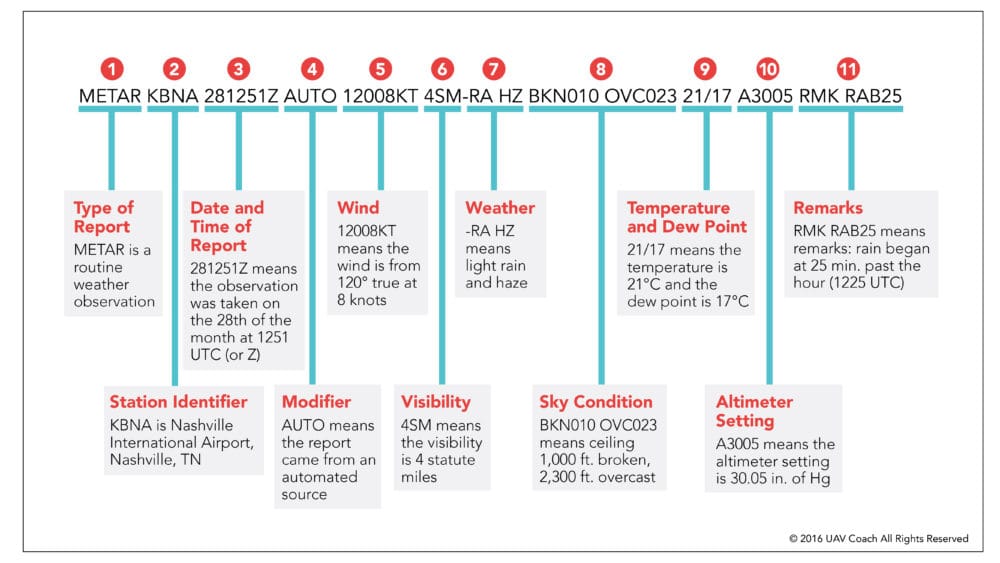 1 2 3 4 5 6 7 8 9 10 11
METAR KBNA 281251Z AUTO 12008KT 4SM-RA HZ BKN010 OVC023 21/17 A3005 RMK RAB25
Type of
Report
METAR is a
routine
weather
observation
Date and
Time of
Report
281251Z means
the observation
was taken on
the 28th of the
month at 1251
UTC (or Z)
Wind
12008KT
means the
wind is from
120° true at
8 knots
Weather
-RA HZ
means
light rain
and haze
Temperature
and Dew Point
21/17 means the
temperature is
21°C and the
dew point is 17°C
Remarks
RMK RAB25 means
remarks: rain began
at 25 min. past the
hour (1225 UTC)
Station Identifier
KBNA is Nashville
International Airport,
Nashville, TN
Modifier
AUTO means
the report
came from an
automated
source
Visibility
4SM means
the visibility
is 4 statute
miles
Sky Condition
BKN010 OVC023
means ceiling
1,000 ft. broken,
2,300 ft. overcast
Altimeter
Setting
A3005 means the
altimeter setting
is 30.05 in. of Hg
© 2016 UAV Coach All Rights Reserved